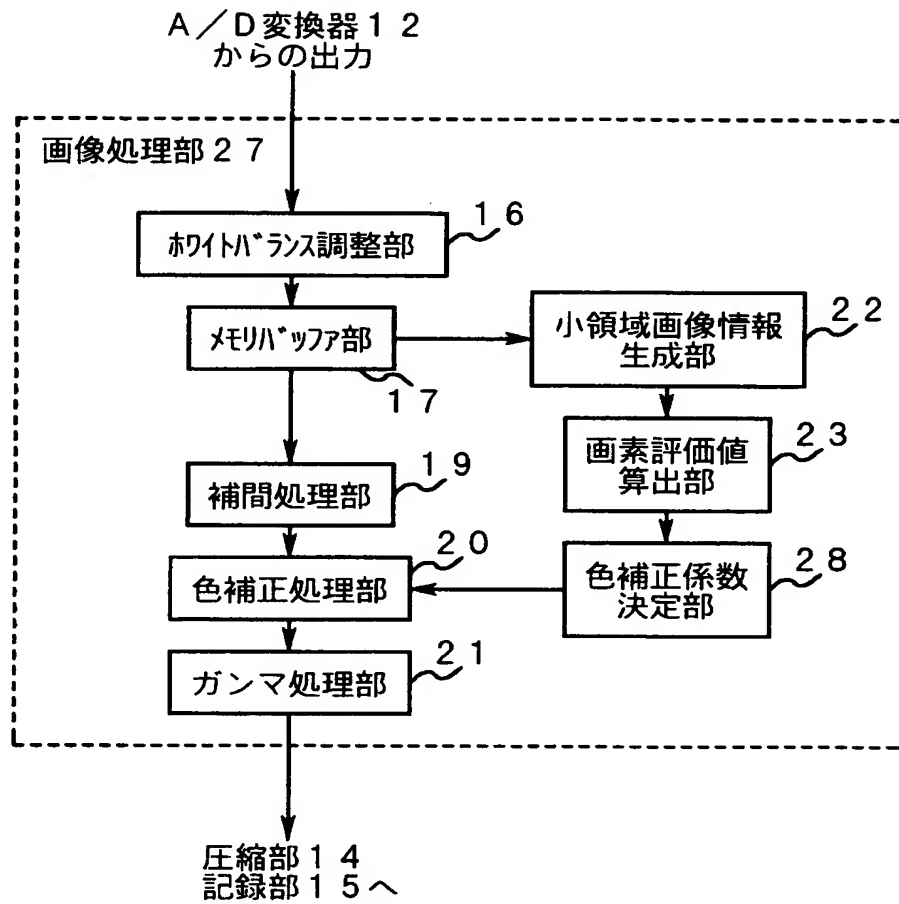 A／D変換器１２
からの出力
画像処理部２７
ﾎﾜｲﾄﾊﾞﾗﾝｽ調整部
１６
ﾒﾓﾘﾊﾞｯﾌｧ部
１７
小領域画像情報
生成部
２２
画素評価値
算出部
２３
補間処理部
１９
色補正処理部
２０
色補正係数
決定部
２８
ガンマ処理部
２１
圧縮部１４
記録部１５へ